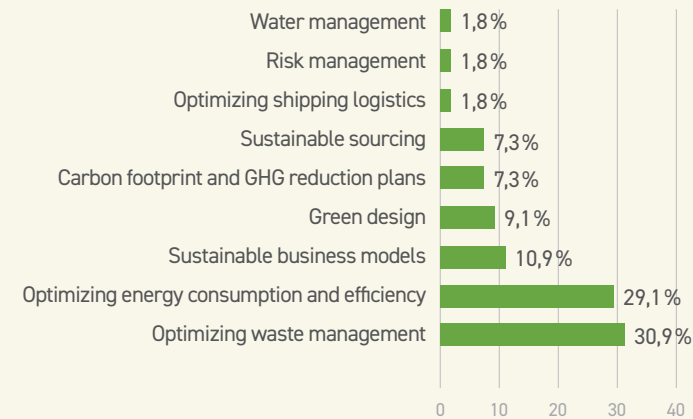 Water management 1,8 %
Risk management 1,8 %
Optimizing shipping logistics 1,8 %
Sustainable sourcing 7,3 %
Carbon footprint and GHG reduction plans 7,3 %
Green design 9,1 %
Sustainable business models 10,9 %
Optimizing energy consumption and efficiency 29,1 %
Optimizing waste management 30,9 %
0 10 20 30 40